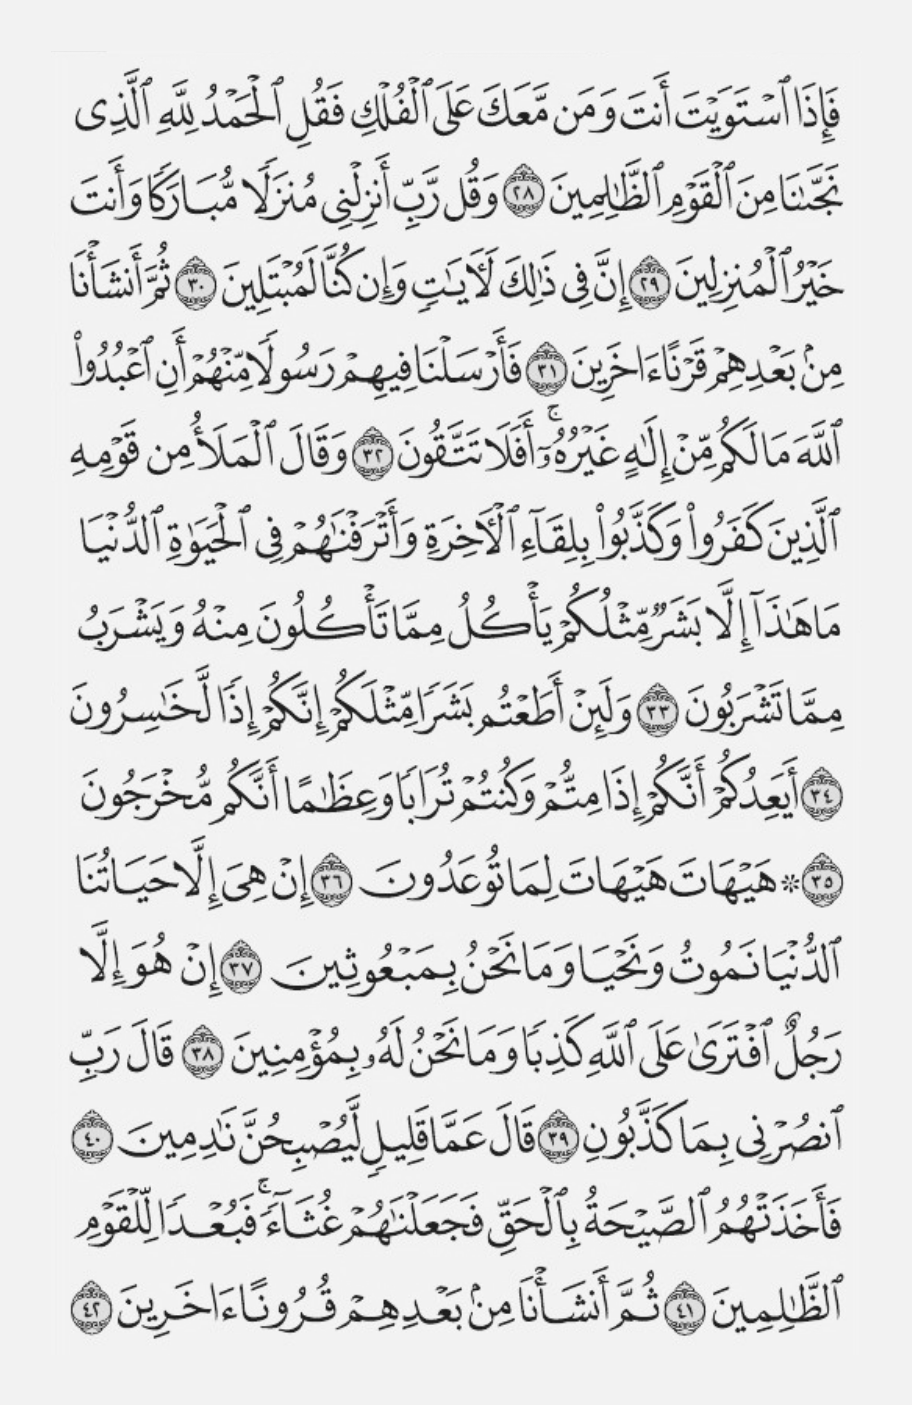 فَإِذَا ٱسْتَوَيْتَ أَنتَ وَمَن مَّعَكَ عَلَى ٱلْفُلْكِ فَقُلِ ٱلْحَمْدُ لِلَّهِ ٱلَّذِى
نَجَّىٰنَا مِنَ ٱلْقَوْمِ ٱلظَّٰلِمِينَ ٢٨ وَقُل رَّبِّ أَنزِلْنِى مُنزَلًا مُّبَارَكًا وَأَنتَ
خَيْرُ ٱلْمُنزِلِينَ ٢٩ إِنَّ فِى ذَٰلِكَ لَءَايَٰتٍ وَإِن كُنَّا لَمُبْتَلِينَ ٣٠ ثُمَّ أَنشَأْنَا
مِنۢ بَعْدِهِمْ قَرْنًا ءَاخَرِينَ ٣١ فَأَرْسَلْنَا فِيهِمْ رَسُولًا مِّنْهُمْ أَنِ ٱعْبُدُوا۟
ٱللَّهَ مَا لَكُم مِّنْ إِلَٰهٍ غَيْرُهُۥٓ ۚ أَفَلَا تَتَّقُونَ ٣٢ وَقَالَ ٱلْمَلَأُ مِن قَوْمِهِ
ٱلَّذِينَ كَفَرُوا۟ وَكَذَّبُوا۟ بِلِقَآءِ ٱلْءَاخِرَةِ وَأَتْرَفْنَٰهُمْ فِى ٱلْحَيَوٰةِ ٱلدُّنْيَا
مَا هَٰذَآ إِلَّا بَشَرٌ مِّثْلُكُمْ يَأْكُلُ مِمَّا تَأْكُلُونَ مِنْهُ وَيَشْرَبُ
مِمَّا تَشْرَبُونَ ٣٣ وَلَئِنْ أَطَعْتُم بَشَرًا مِّثْلَكُمْ إِنَّكُمْ إِذًا لَّخَٰسِرُونَ
٣٤ أَيَعِدُكُمْ أَنَّكُمْ إِذَا مِتُّمْ وَكُنتُمْ تُرَابًا وَعِظَٰمًا أَنَّكُم مُّخْرَجُونَ
٣٥ ۞ هَيْهَاتَ هَيْهَاتَ لِمَا تُوعَدُونَ ٣٦ إِنْ هِىَ إِلَّا حَيَاتُنَا
ٱلدُّنْيَا نَمُوتُ وَنَحْيَا وَمَا نَحْنُ بِمَبْعُوثِينَ ٣٧ إِنْ هُوَ إِلَّا
رَجُلٌ ٱفْتَرَىٰ عَلَى ٱللَّهِ كَذِبًا وَمَا نَحْنُ لَهُۥ بِمُؤْمِنِينَ ٣٨ قَالَ رَبِّ
ٱنصُرْنِى بِمَا كَذَّبُونِ ٣٩ قَالَ عَمَّا قَلِيلٍ لَّيُصْبِحُنَّ نَٰدِمِينَ ٤٠
فَأَخَذَتْهُمُ ٱلصَّيْحَةُ بِٱلْحَقِّ فَجَعَلْنَٰهُمْ غُثَآءً ۚ فَبُعْدًا لِّلْقَوْمِ
ٱلظَّٰلِمِينَ ٤١ ثُمَّ أَنشَأْنَا مِنۢ بَعْدِهِمْ قُرُونًا ءَاخَرِينَ ٤٢